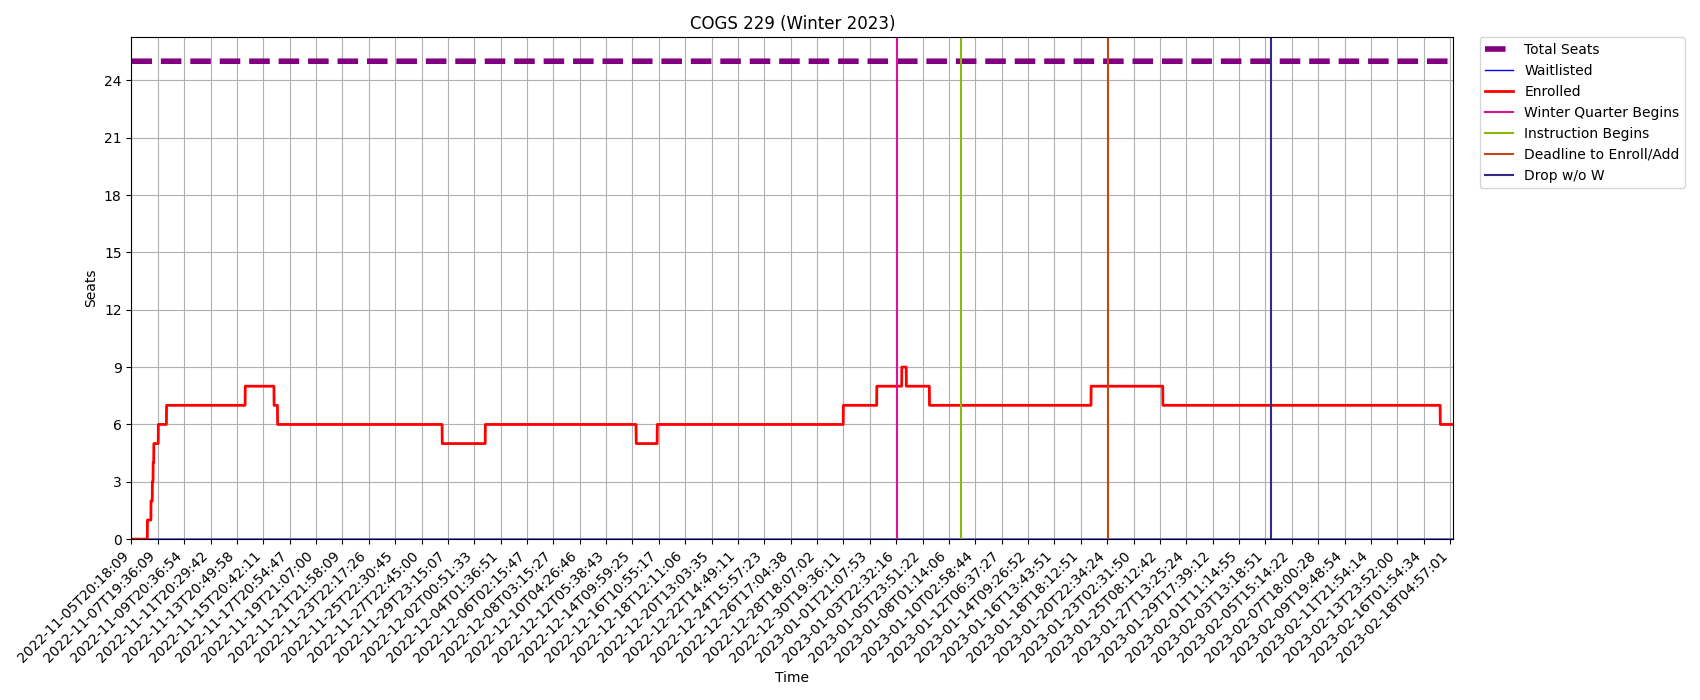 COGS 229 (Winter 2023)
Total Seats
Waitlisted
Enrolled
Winter Quarter Begins
Instruction Begins
Deadline to Enroll/Add
Drop w/o W
Seats
24
21
18
15
12
9
6
3
0
2022-11-05T20:18:09
2022-11-07T19:36:09
2022-11-09T20:36:54
2022-11-11T20:29:42
2022-11-13T20:49:58
2022-11-15T20:42:11
2022-11-17T20:54:47
2022-11-19T21:07:00
2022-11-21T21:58:09
2022-11-23T22:17:26
2022-11-25T22:30:45
2022-11-27T22:45:00
2022-11-29T23:15:07
2022-12-02T00:51:33
2022-12-04T01:36:51
2022-12-06T02:15:47
2022-12-08T03:15:27
2022-12-10T04:26:46
2022-12-12T05:38:43
2022-12-14T09:59:25
2022-12-16T10:55:17
2022-12-18T12:11:06
2022-12-20T13:03:35
2022-12-22T14:49:11
2022-12-24T15:57:23
2022-12-26T17:04:38
2022-12-28T18:07:02
2022-12-30T19:36:11
2023-01-01T21:07:53
2023-01-03T22:32:16
2023-01-05T23:51:22
2023-01-08T01:14:06
2023-01-10T02:58:44
2023-01-12T06:37:27
2023-01-14T09:26:52
2023-01-16T13:43:51
2023-01-18T18:12:51
2023-01-20T22:34:24
2023-01-23T02:31:50
2023-01-25T08:12:42
2023-01-27T13:25:24
2023-01-29T17:39:12
2023-02-01T11:14:55
2023-02-03T13:18:51
2023-02-05T15:14:22
2023-02-07T18:00:28
2023-02-09T19:48:54
2023-02-11T21:54:14
2023-02-13T23:52:00
2023-02-16T01:54:34
2023-02-18T04:57:01
Time